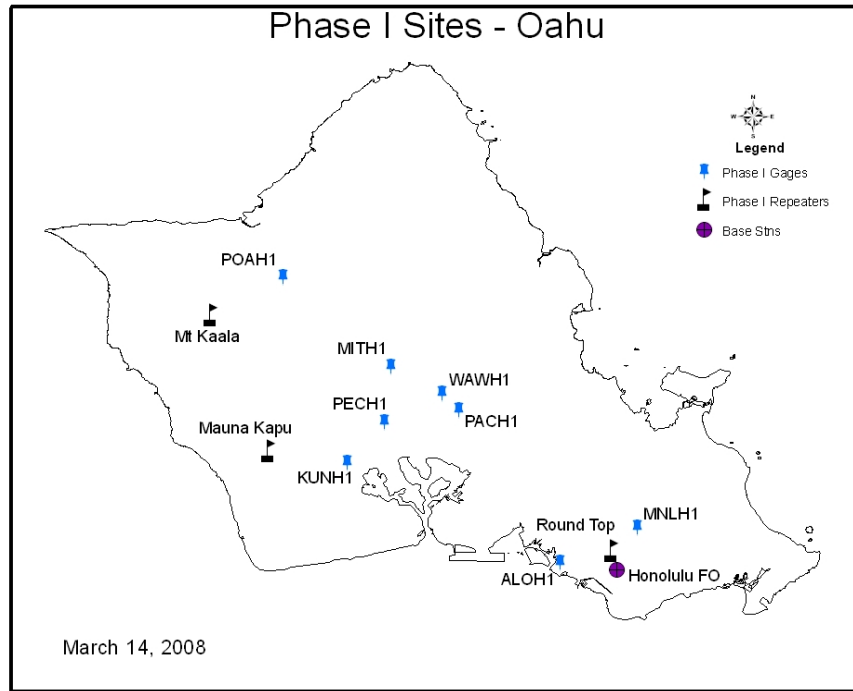 Phase I Sites - Oahu
N
W
E
S
Legend
Phase I Gages
Phase I Repeaters
Base Stns
POAH1
Mt Kaala
MITH1
WAWH1
PECH1
PACH1
Mauna Kapu
KUNH1
MNLH1
Round Top
ALOH1
Honolulu FO
March 14, 2008